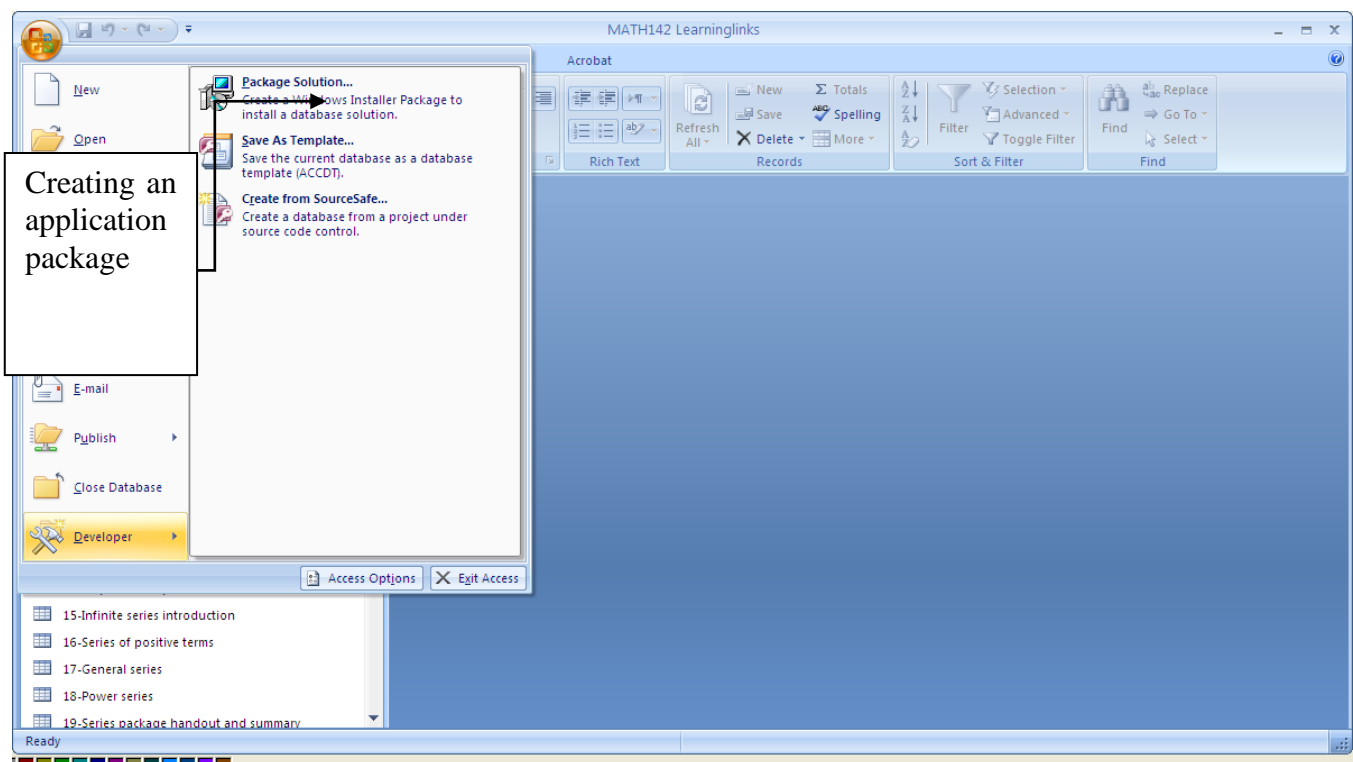 MATH142 Learninglinks
Acrobat
New
Open
E-mail
Publish
Close Database
Developer
Package Solution...
Create a Windows Installer Package to
install a database solution.
Save As Template...
Save the current database as a database
template (ACCDT).
Create from SourceSafe...
Create a database from a project under
source code control.
Access Options
Exit Access
Creating an
application
package
Rich Text
Refresh
All
New
Save
Delete
Totals
Spelling
More
Records
Filter
Selection
Advanced
Toggle Filter
Sort & Filter
Find
Replace
Go To
Select
Find
15-Infinite series introduction
16-Series of positive terms
17-General series
18-Power series
19-Series package handout and summary
Ready